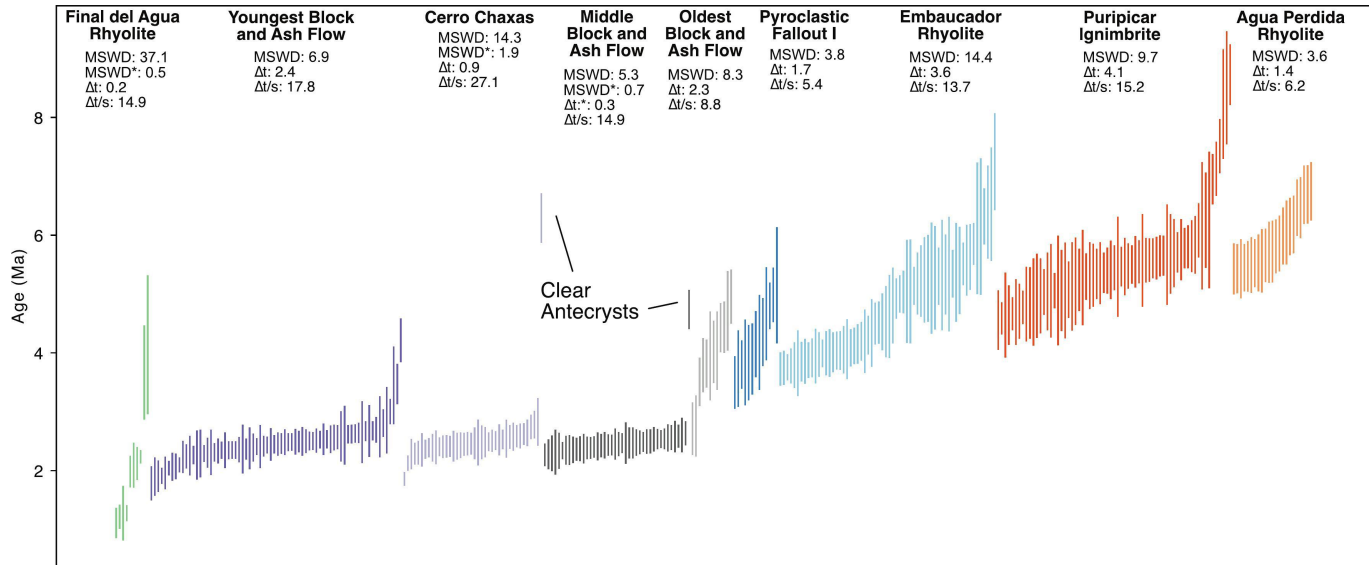 Final del Agua
Rhyolite
MSWD: 37.1
MSWD*: 0.5
Δt: 0.2
Δt/s: 14.9
Youngest Block
and Ash Flow
MSWD: 6.9
Δt: 2.4
Δt/s: 17.8
Cerro Chaxas
MSWD: 14.3
MSWD*: 1.9
Δt: 0.9
Δt/s: 27.1
Middle
Block and
Ash Flow
MSWD: 5.3
MSWD*: 0.7
Δt:*: 0.3
Δt/s: 14.9
Oldest
Block and
Ash Flow
MSWD: 8.3
Δt: 2.3
Δt/s: 8.8
Pyroclastic
Fallout I
MSWD: 3.8
Δt: 1.7
Δt/s: 5.4
Embaucador
Rhyolite
MSWD: 14.4
Δt: 3.6
Δt/s: 13.7
Puripicar
Ignimbrite
MSWD: 9.7
Δt: 4.1
Δt/s: 15.2
Agua Perdida
Rhyolite
MSWD: 3.6
Δt: 1.4
Δt/s: 6.2
Age (Ma)
8
6
4
2
Clear
Antecrysts